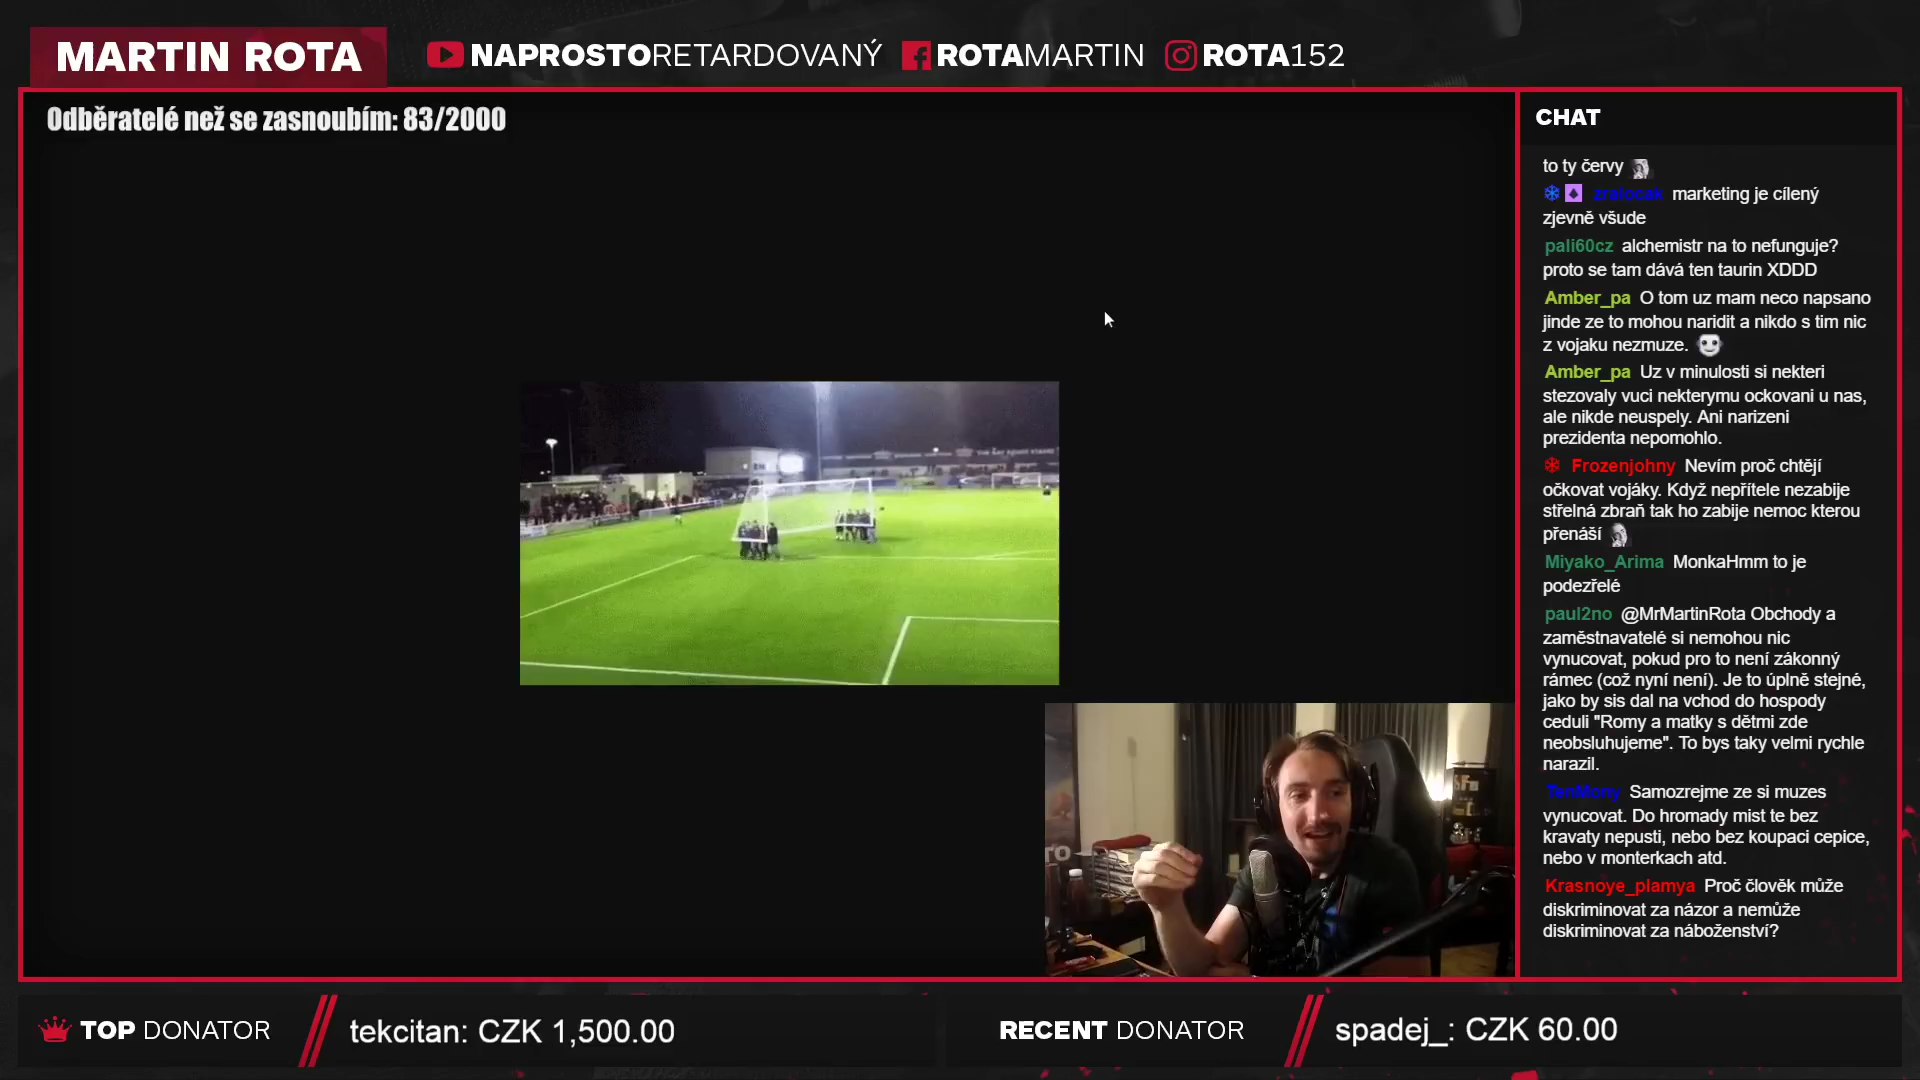 MARTIN ROTA
NAPROSTORETARDOVANÝ ROTAMARTIN ROTA152
Odběratelé než se zasnoubím: 83/2000
CHAT
to ty červy
zralocak marketing je cílený
zjevně všude
pali60cz alchemistr na to nefunguje?
proto se tam dává ten taurin XDDD
Amber_pa O tom uz mam neco napsano
jinde ze to mohou naridit a nikdo s tim nic
z vojaku nezmuze.
Amber_pa Uz v minulosti si nekteri
stezovaly vuci nekterymu ockovani u nas,
ale nikde neuspely. Ani narizeni
prezidenta nepomohlo.
Frozenjohny Nevím proč chtějí
očkovat vojáky. Když nepřítele nezabije
střelná zbraň tak ho zabije nemoc kterou
přenáší
Miyako_Arima MonkaHmm to je
podezřelé
paul2no @MrMartinRota Obchody a
zaměstnavatelé si nemohou nic
vynucovat, pokud pro to není zákonný
rámec (což nyní není). Je to úplně stejné,
jako by sis dal na vchod do hospody
ceduli "Romy a matky s dětmi zde
neobsluhujeme". To bys taky velmi rychle
narazil.
TenMony Samozrejme ze si muzes
vynucovat. Do hromady mist te bez
kravaty nepusti, nebo bez koupaci cepice,
nebo v monterkach atd.
Krasnoye_plamya Proč člověk může
diskriminovat za názor a nemůže
diskriminovat za náboženství?
TOP DONATOR tekcitan: CZK 1,500.00
RECENT DONATOR spadej_: CZK 60.00